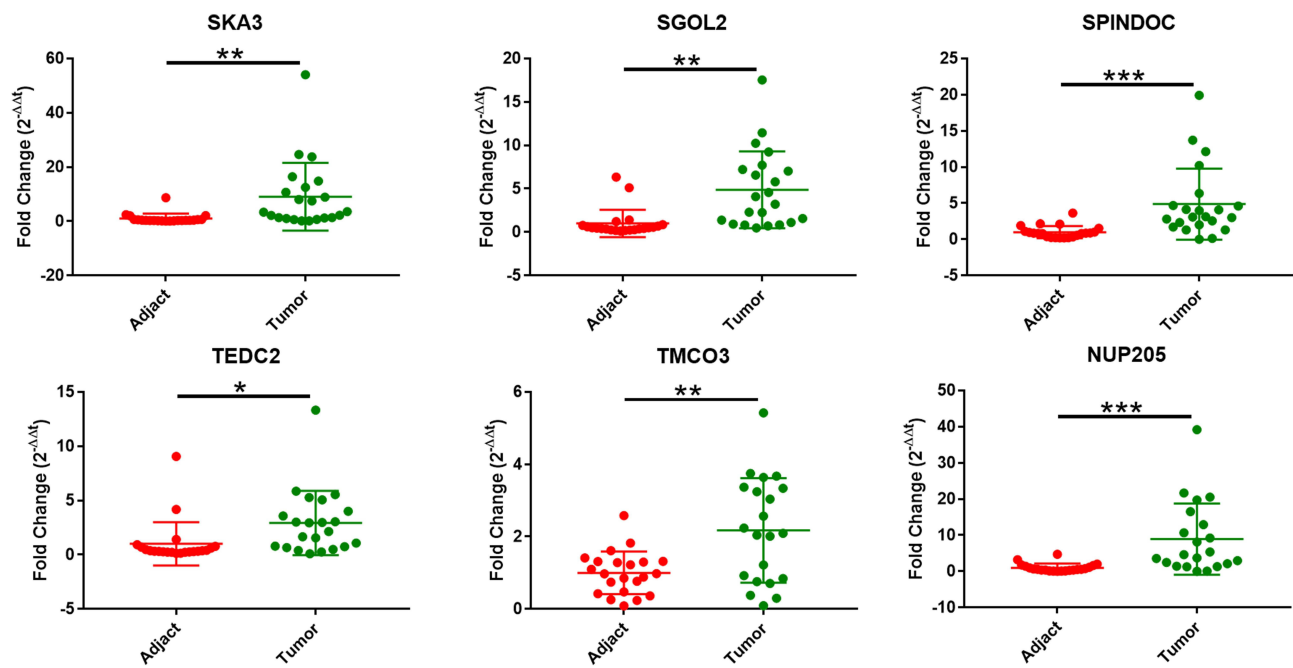 SKA3
SGOL2
SPINDOC
**
**
***
Fold Change (2^-ΔΔt)
60
40
20
0
-20
Fold Change (2^-ΔΔt)
20
15
10
5
0
-5
Fold Change (2^-ΔΔt)
25
20
15
10
5
0
-5
Adjact
Tumor
Adjact
Tumor
Adjact
Tumor
TEDC2
TMCO3
NUP205
*
**
***
Fold Change (2^-ΔΔt)
15
10
5
0
-5
Fold Change (2^-ΔΔt)
6
4
2
0
Fold Change (2^-ΔΔt)
50
40
30
20
10
0
-10
Adjact
Tumor
Adjact
Tumor
Adjact
Tumor